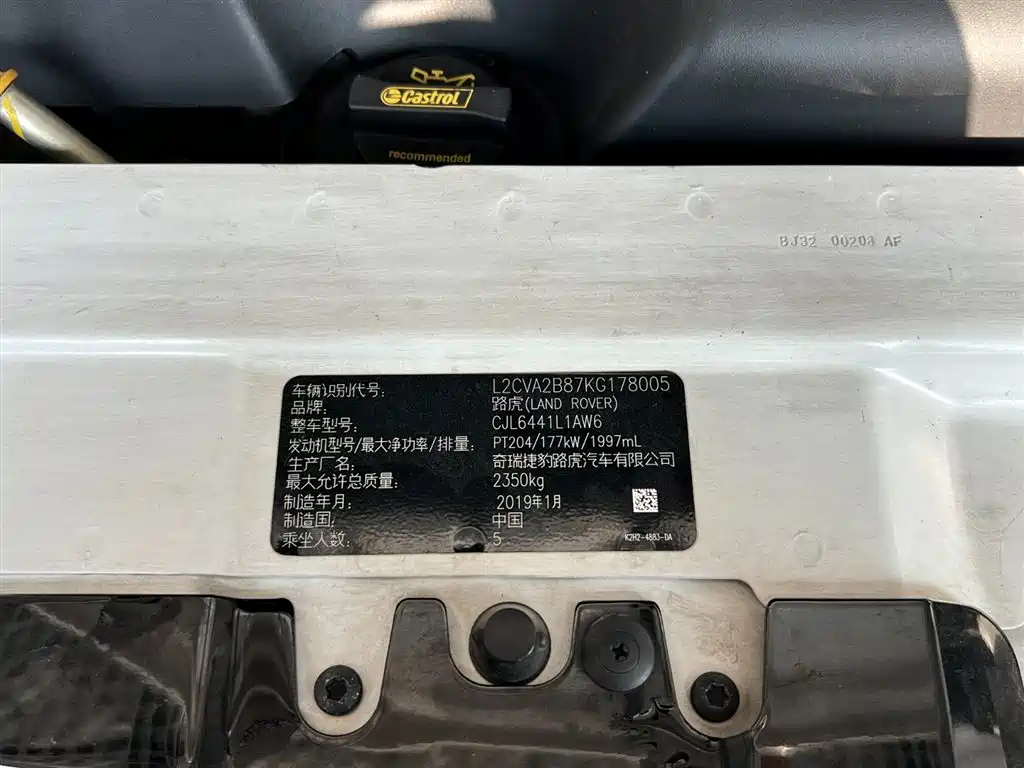 Castrol
recommended
BJ32 00208 AF
车辆识别代号: L2CVA2B87KG178005
品牌: 路虎(LAND ROVER)
整车型号: CJL6441L1AW6
发动机型号/最大净功率/排量: PT204/177kW/1997mL
生产厂名: 奇瑞捷豹路虎汽车有限公司
最大允许总质量: 2350kg
制造年月: 2019年1月
制造国: 中国
乘坐人数: 5
K2H2-4883-DA